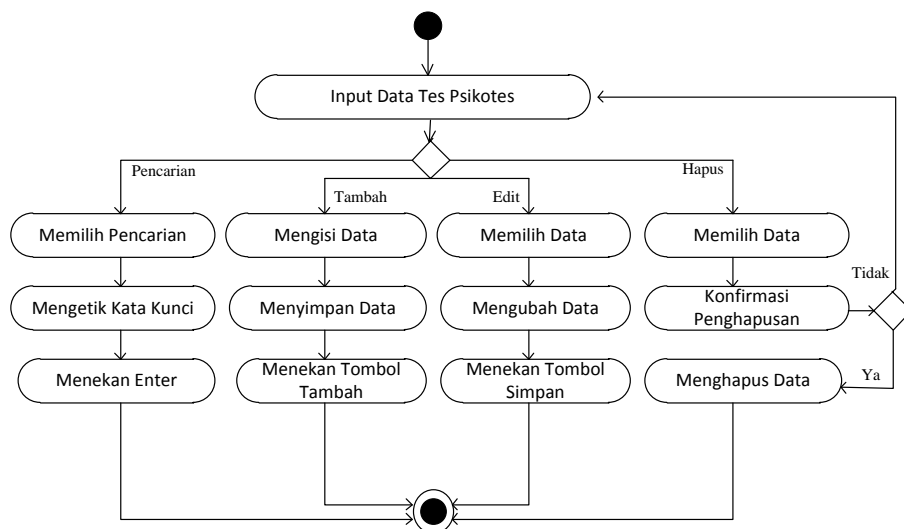 Input Data Tes Psikotes
Pencarian
Tambah
Edit
Hapus
Memilih Pencarian
Mengisi Data
Memilih Data
Memilih Data
Tidak
Mengetik Kata Kunci
Menyimpan Data
Mengubah Data
Konfirmasi
Penghapusan
Menekan Enter
Menekan Tombol
Tambah
Menekan Tombol
Simpan
Menghapus Data
Ya